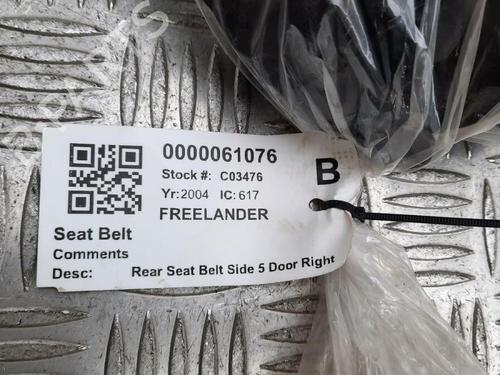 0000061076
Stock #: C03476
Yr:2004 IC: 617
FREELANDER
B
Seat Belt
Comments
Desc: Rear Seat Belt Side 5 Door Right